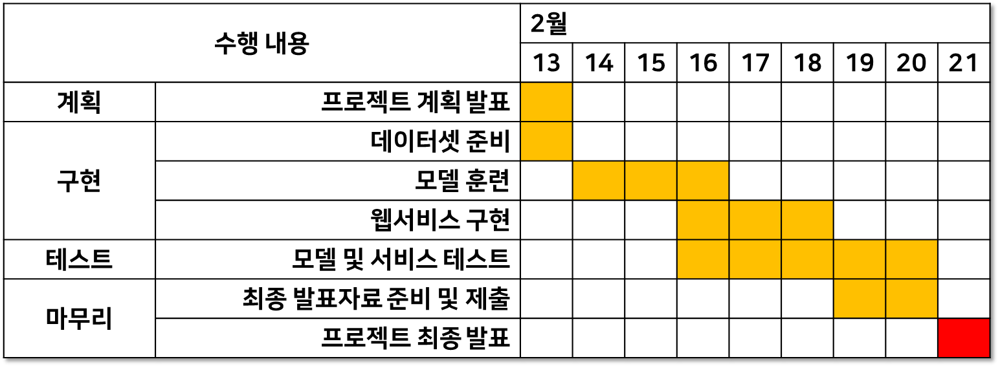 수행 내용
2월
13 14 15 16 17 18 19 20 21
계획
프로젝트 계획 발표
구현
데이터셋 준비
모델 훈련
웹서비스 구현
테스트
모델 및 서비스 테스트
마무리
최종 발표자료 준비 및 제출
프로젝트 최종 발표